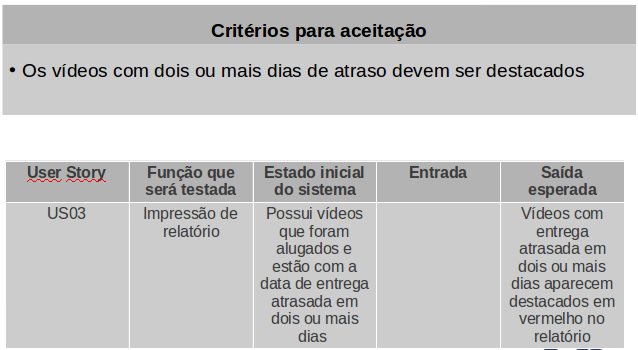 Critérios para aceitação
• Os vídeos com dois ou mais dias de atraso devem ser destacados
User Story
Função que
será testada
Estado inicial
do sistema
Entrada
Saída
esperada
US03
Impressão de
relatório
Possui vídeos
que foram
alugados e
estão com a
data de entrega
atrasada em
dois ou mais
dias
Vídeos com
entrega
atrasada em
dois ou mais
dias aparecem
destacados em
vermelho no
relatório